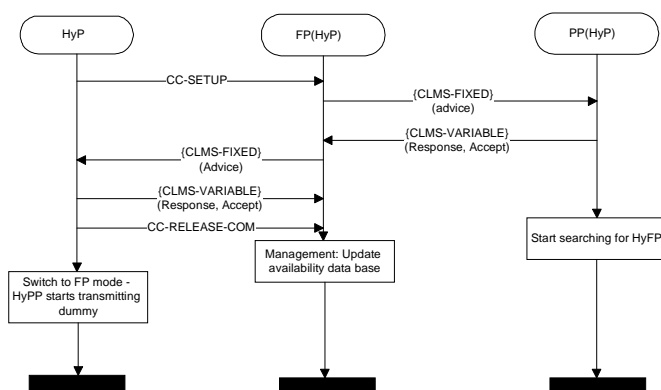 HyP
FP(HyP)
PP(HyP)
CC-SETUP
{CLMS-FIXED}
(advice)
{CLMS-VARIABLE}
(Response, Accept)
{CLMS-FIXED}
(Advice)
{CLMS-VARIABLE}
(Response, Accept)
CC-RELEASE-COM
Start searching for HyFP
Management: Update
availability data base
Switch to FP mode -
HyPP starts transmitting
dummy